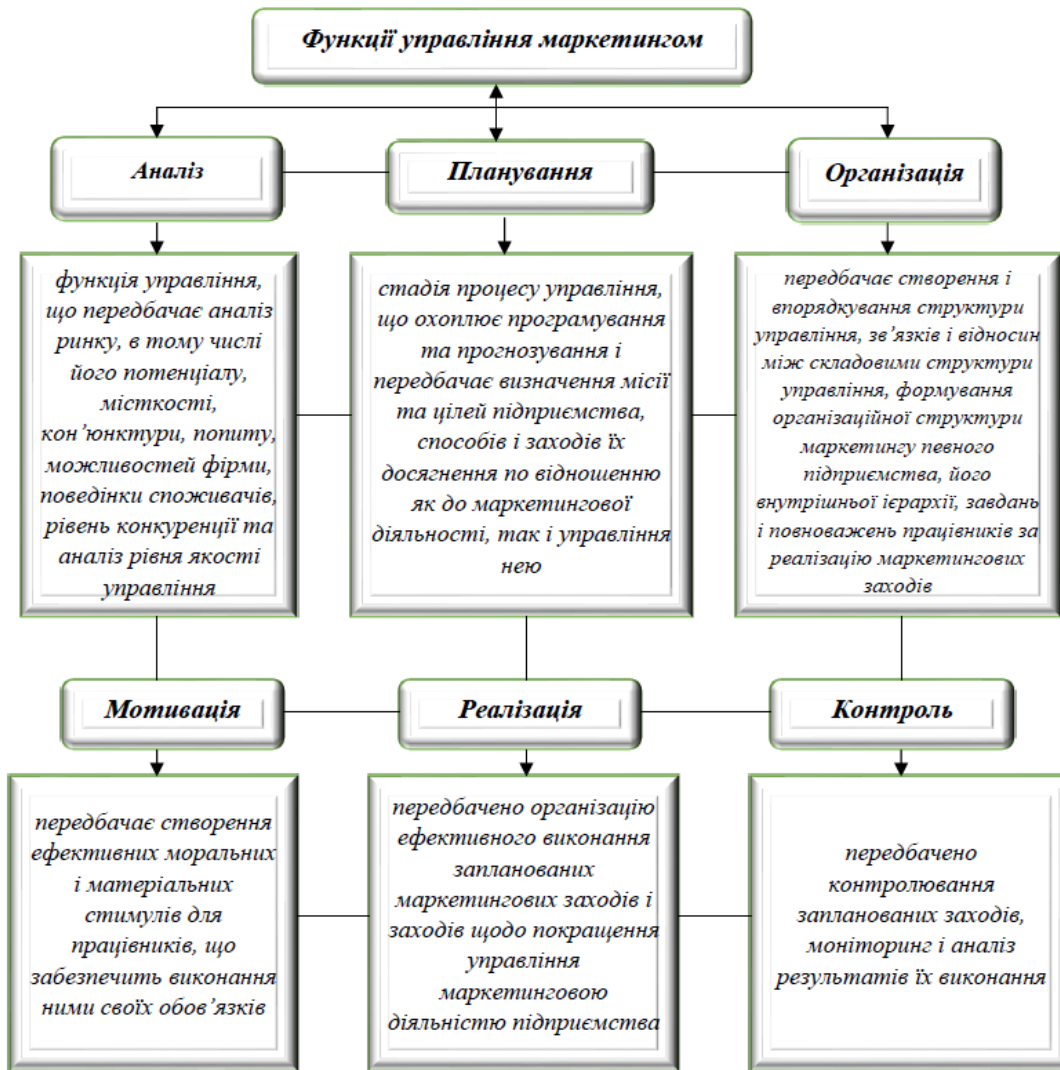 Функції управління маркетингом
Аналіз
Планування
Організація
функція управління,
що передбачає аналіз
ринку, в тому числі
його потенціалу,
місткості,
кон’юнктури, попиту,
можливостей фірми,
поведінки споживачів,
рівень конкуренції та
аналіз рівня якості
управління
стадія процесу управління,
що охоплює програмування
та прогнозування і
передбачає визначення місії
та цілей підприємства,
способів і заходів їх
досягнення по відношенню
як до маркетингової
діяльності, так і управління
нею
передбачає створення і
впорядкування структури
управління, зв’язків і відносин
між складовими структури
управління, формування
організаційної структури
маркетингу певного
підприємства, його
внутрішньої ієрархії, завдань
і повноважень працівників за
реалізацію маркетингових
заходів
Мотивація
Реалізація
Контроль
передбачає створення
ефективних моральних
і матеріальних
стимулів для
працівників, що
забезпечить виконання
ними своїх обов’язків
передбачено організацію
ефективного виконання
запланованих
маркетингових заходів і
заходів щодо покращення
управління
маркетинговою
діяльністю підприємства
передбачено
контролювання
запланованих заходів,
моніторинг і аналіз
результатів їх виконання